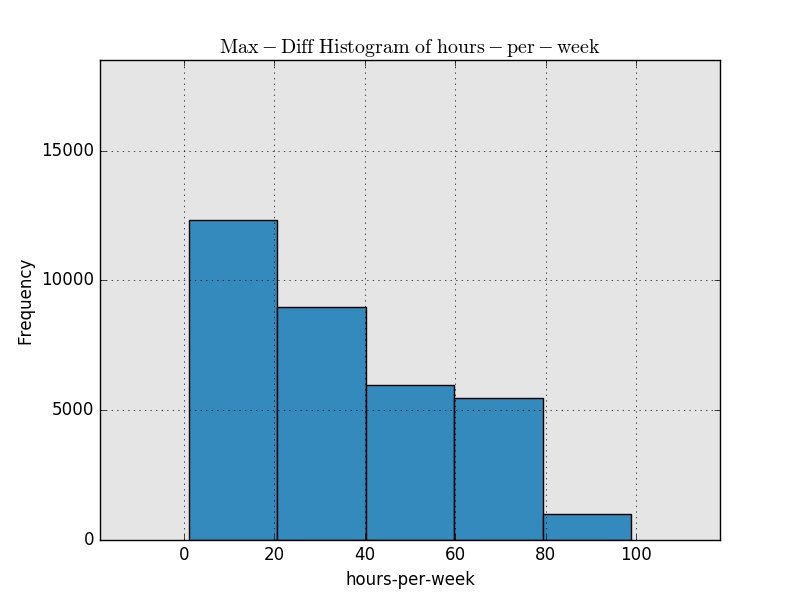 Max − Diff Histogram of hours − per − week
15000
10000
5000
0
Frequency
0 20 40 60 80 100
hours-per-week